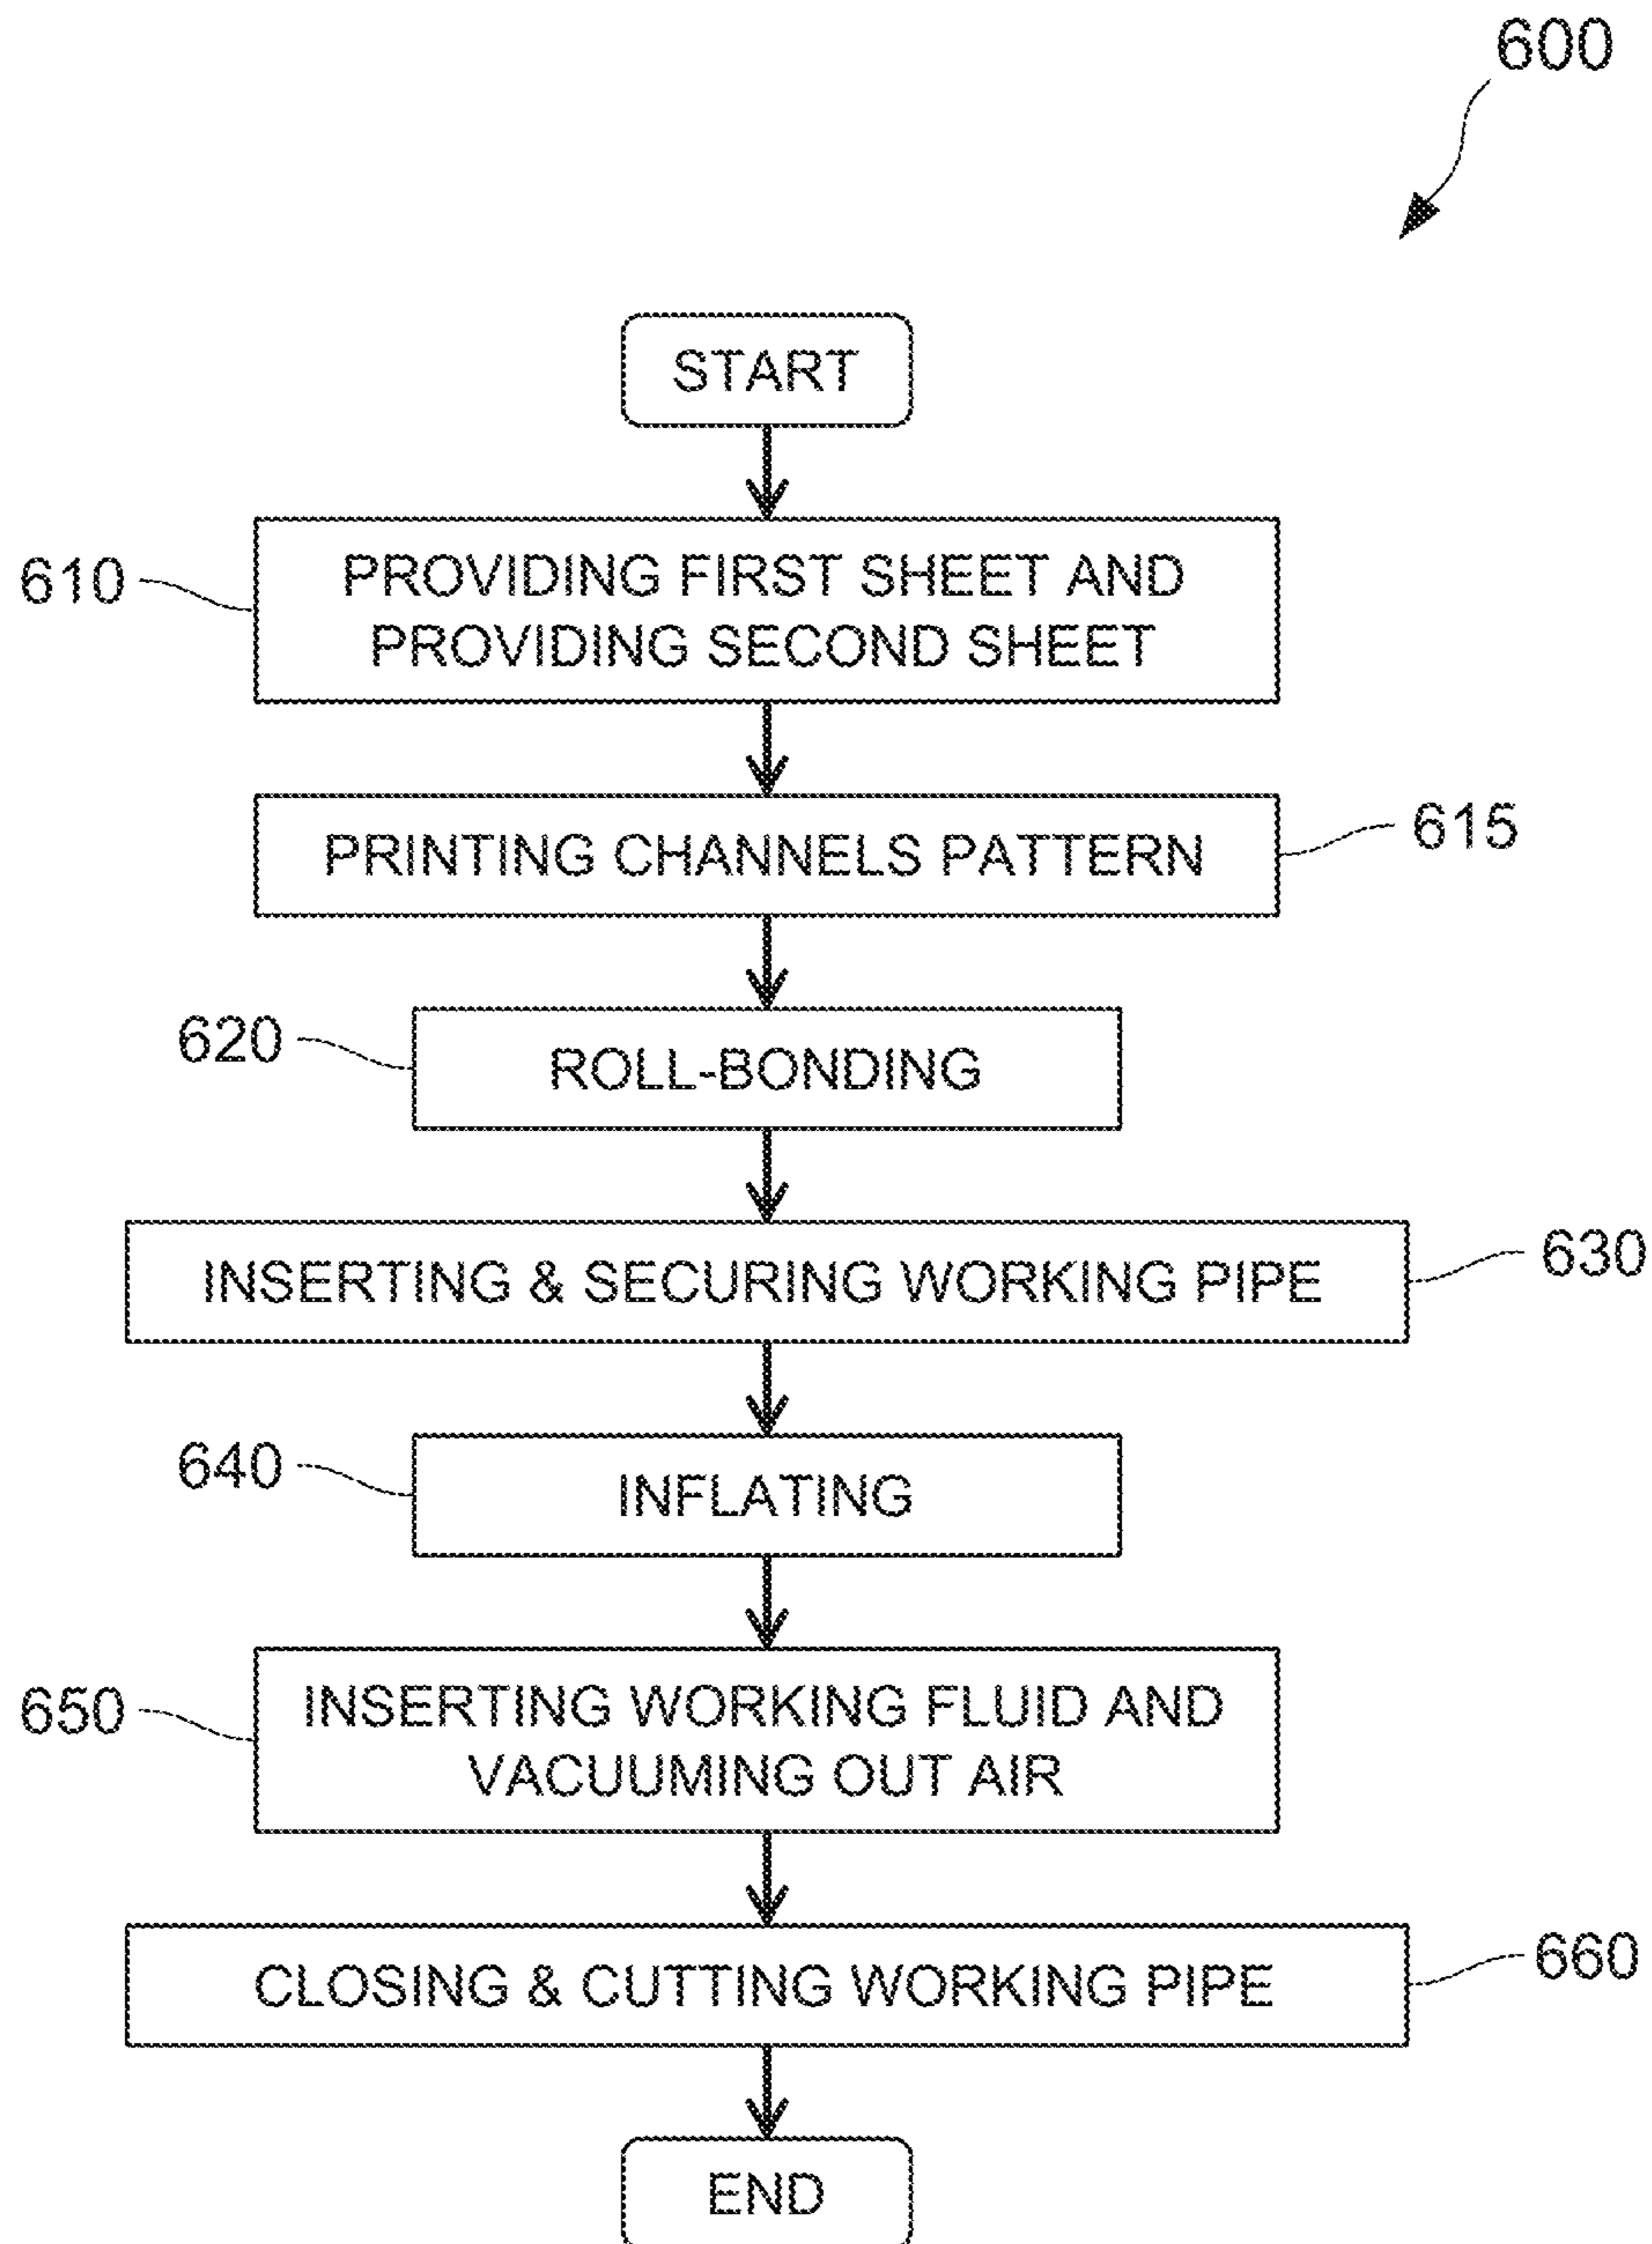 600
START
610
PROVIDING FIRST SHEET AND
PROVIDING SECOND SHEET
PRINTING CHANNELS PATTERN
615
620
ROLL-BONDING
INSERTING & SECURING WORKING PIPE
630
640
INFLATING
650
INSERTING WORKING FLUID AND
VACUUMING OUT AIR
CLOSING & CUTTING WORKING PIPE
660
END